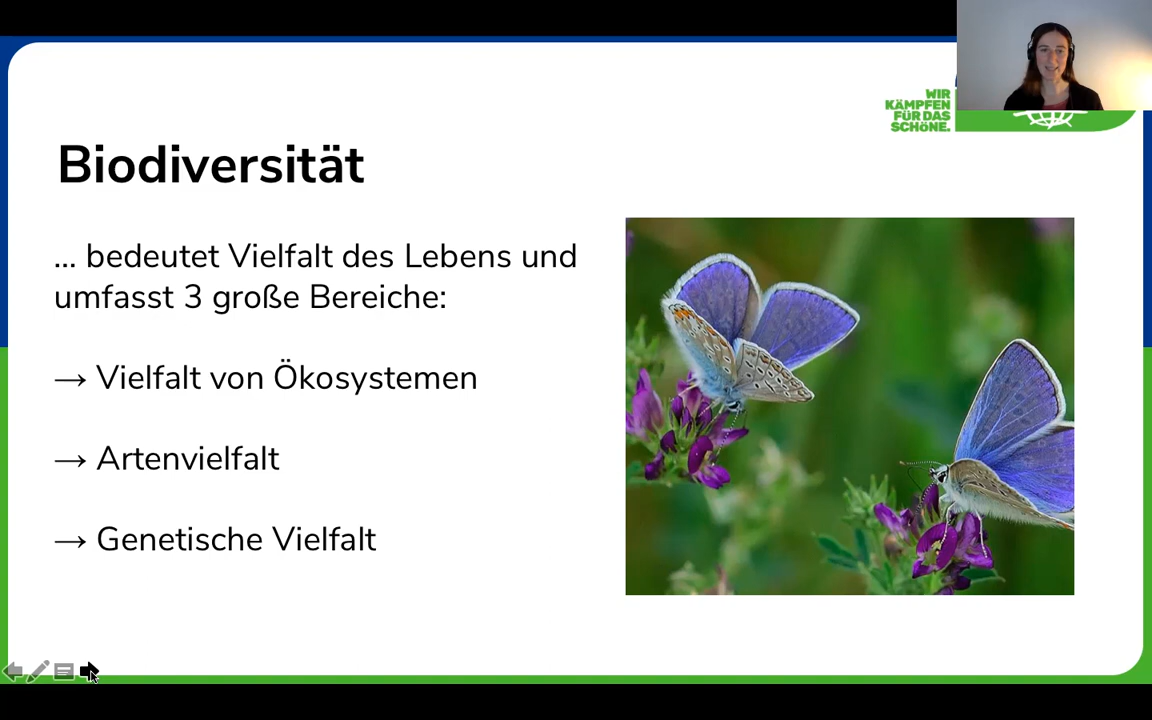 WIR
KÄMPFEN
FÜR DAS
SCHÖNE.
Biodiversität
... bedeutet Vielfalt des Lebens und
umfasst 3 große Bereiche:
→ Vielfalt von Ökosystemen
→ Artenvielfalt
→ Genetische Vielfalt